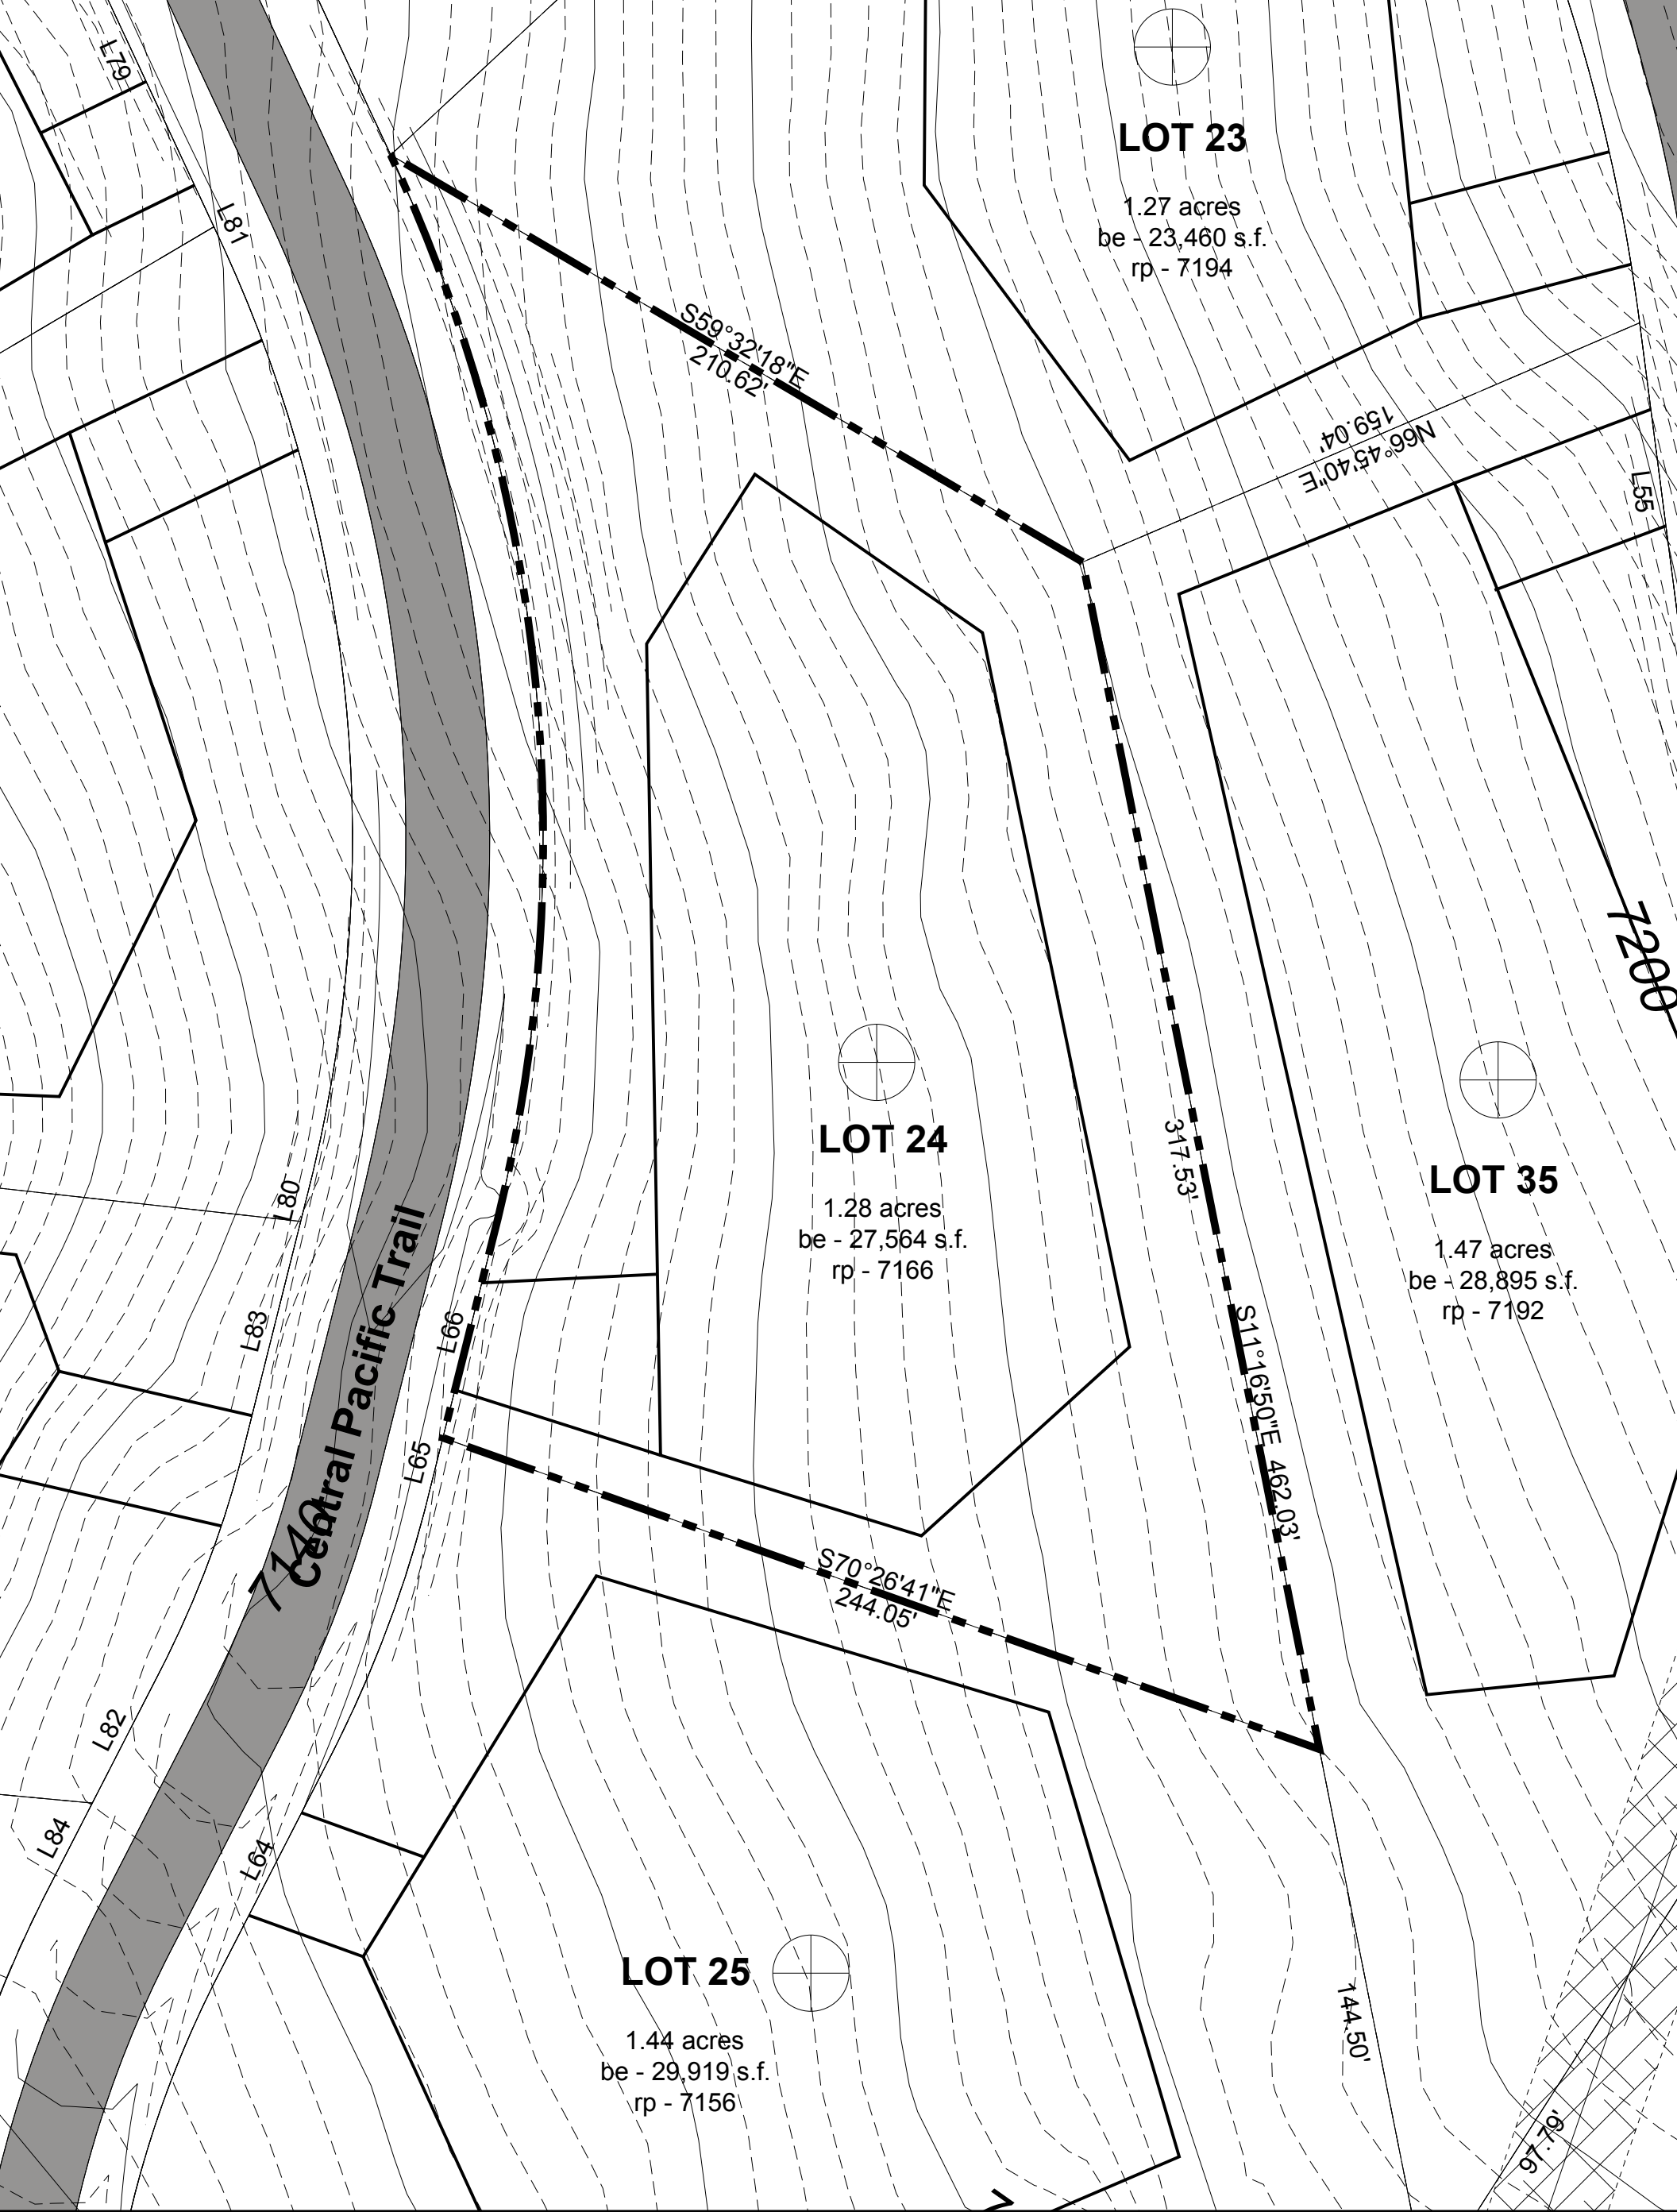 L79
L81
LOT 23
1.27 acres
be - 23,460 s.f.
rp - 7194
S59°32'18"E
210.62'
159.04'
N66°45'40"E
L55
7200
LOT 24
1.28 acres
be - 27,564 s.f.
rp - 7166
317.53'
S11°16'50"E 462.03'
LOT 35
1.47 acres
be - 28,895 s.f.
rp - 7192
L80
L83
L66
Central Pacific Trail
7140
L65
S70°26'41"E
244.05'
L82
L84
L64
LOT 25
1.44 acres
be - 29,919 s.f.
rp - 7156
144.50'
97.79'